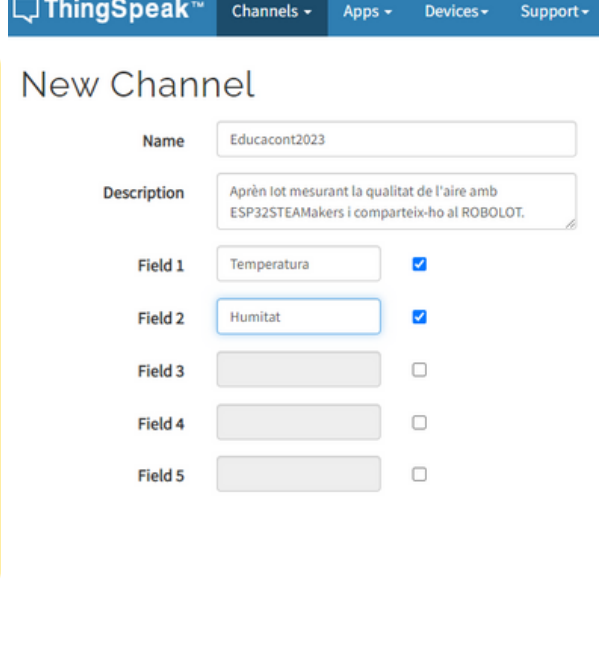 ThingSpeak™ Channels Apps Devices Support
New Channel
Name Educacont2023
Description Aprèn Iot mesurant la qualitat de l'aire amb
ESP32STEAMakers i comparteix-ho al ROBOLOT.
Field 1 Temperatura
Field 2 Humitat
Field 3
Field 4
Field 5